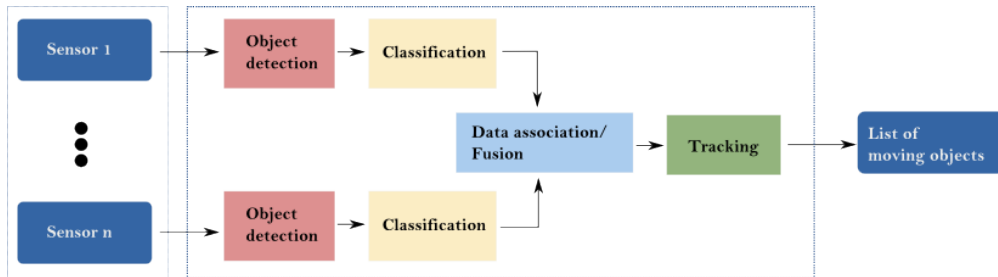 Sensor 1
Object
detection
Classification
Data association/
Fusion
Tracking
List of
moving objects
Sensor n
Object
detection
Classification